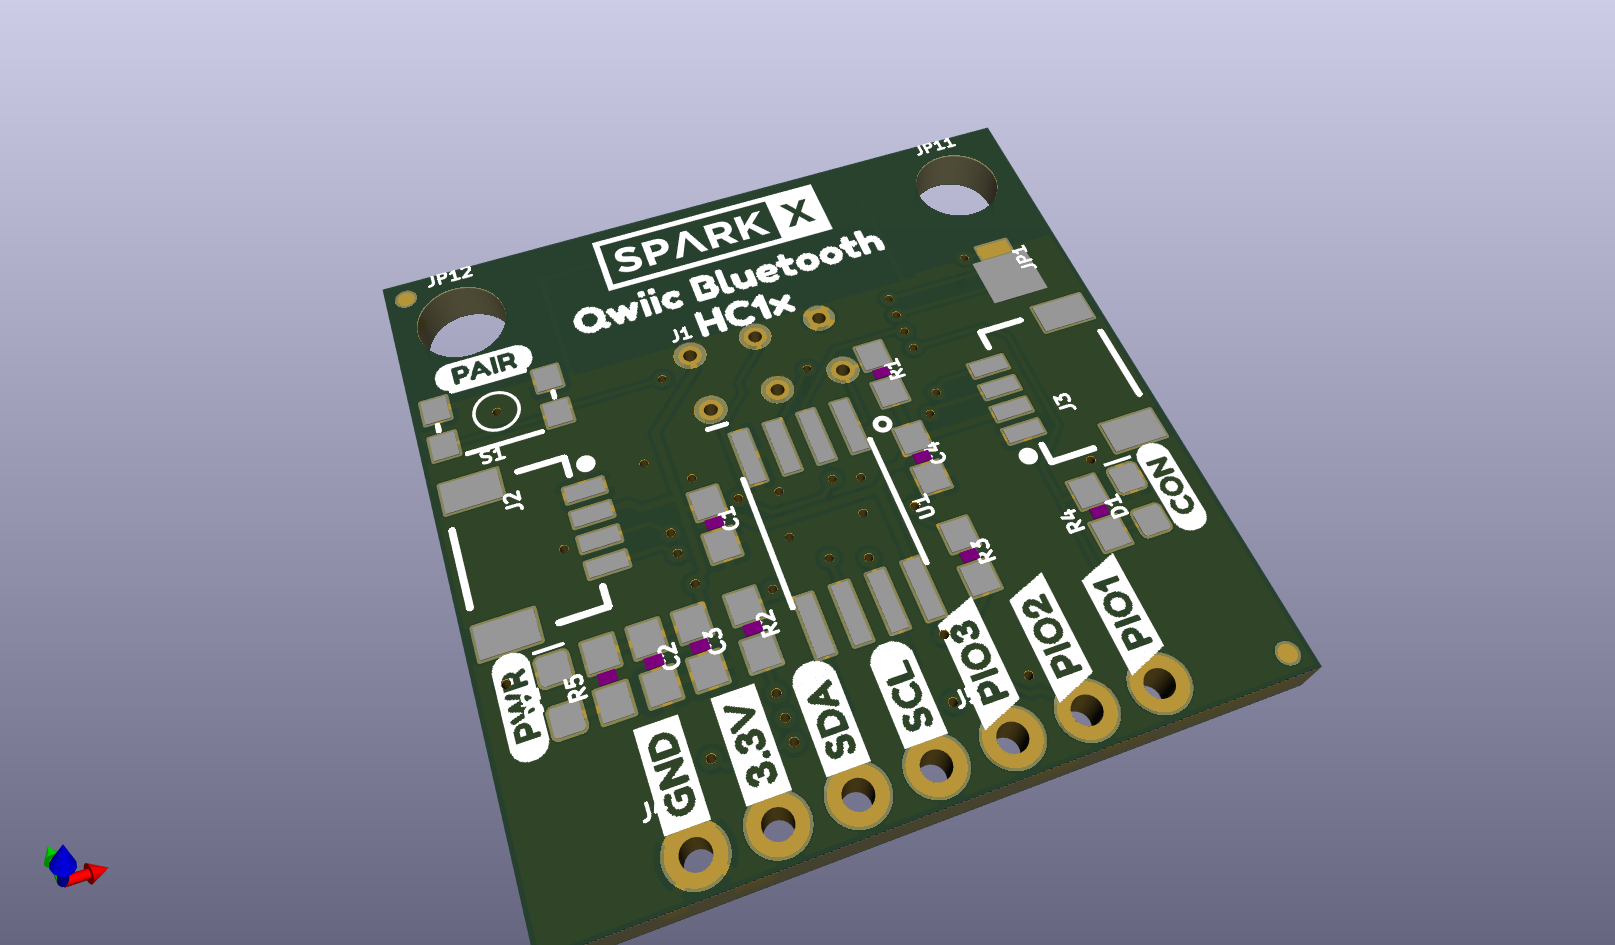 JP11
JP12
SPARK X
Qwiic Bluetooth
HC1x
J1
JP1
PAIR
R1
S1
J2
J3
C4
U1
C1
CON
D1
R4
R3
R2
C3
C2
R5
PWR
GND
3.3V
SDA
SCL
PIO3
PIO2
PIO1